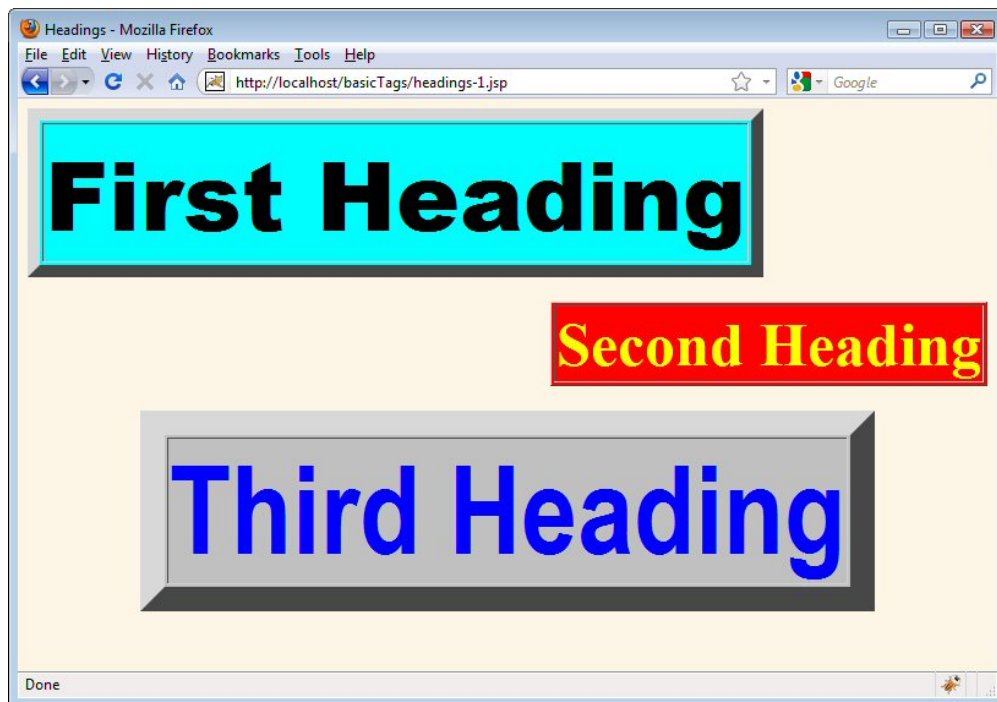 Headings - Mozilla Firefox
File Edit View History Bookmarks Tools Help
http://localhost/basicTags/headings-1.jsp Google
First Heading
Second Heading
Third Heading
Done